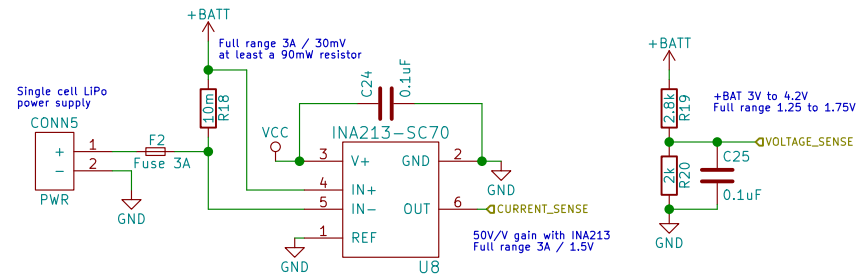 +BATT
Full range 3A / 30mV
at least a 90mW resistor
Single cell LiPo
power supply
CONN5
+
-
1
2
PWR
GND
F2
Fuse 3A
10m
R18
C24
0.1uF
VCC
INA213-SC70
3
V+
GND
2
GND
4
IN+
5
IN-
OUT
6
CURRENT_SENSE
1
REF
GND
U8
50V/V gain with INA213
Full range 3A / 1.5V
+BATT
2.8k
R19
+BAT 3V to 4.2V
Full range 1.25 to 1.75V
VOLTAGE_SENSE
2k
R20
C25
0.1uF
GND